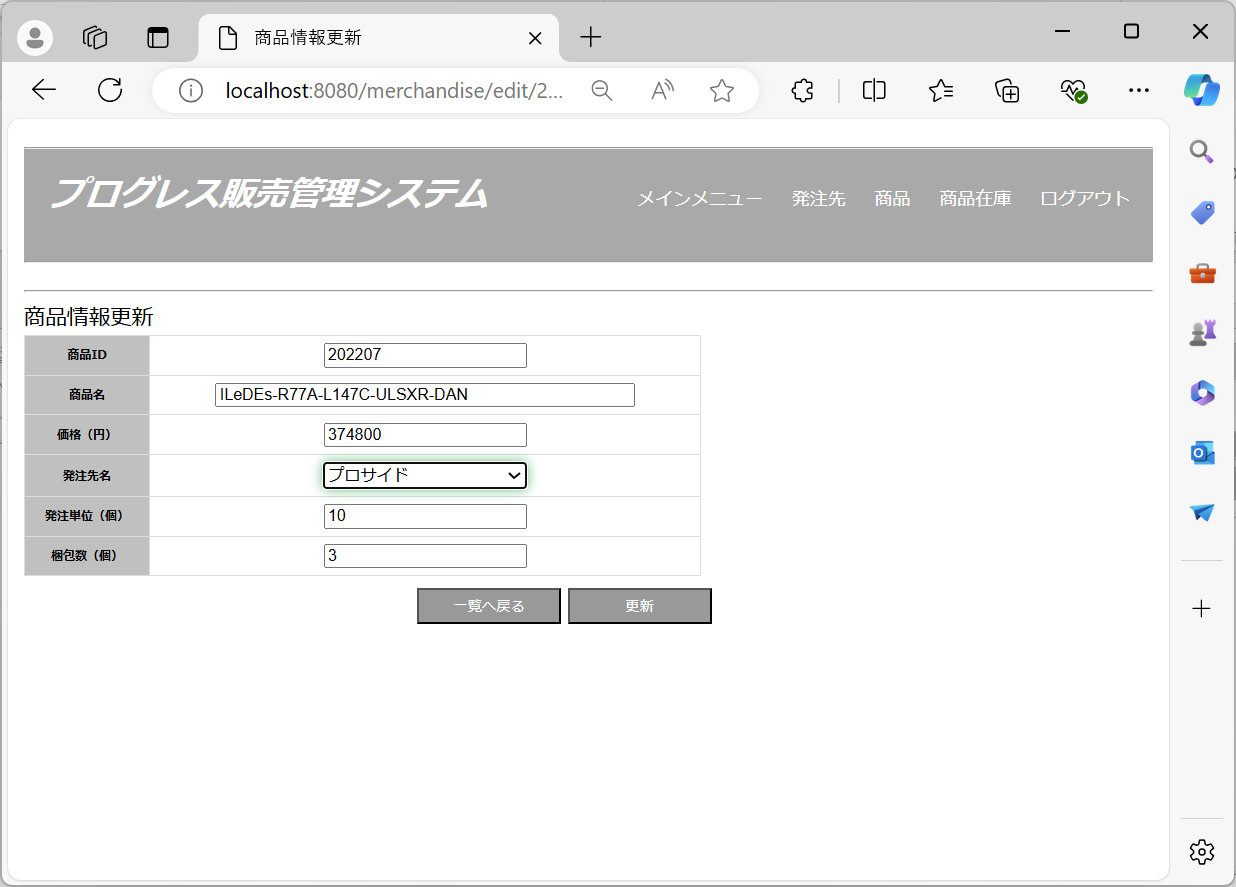 商品情報更新
localhost:8080/merchandise/edit/2...
プログレス販売管理システム
メインメニュー 発注先 商品 商品在庫 ログアウト
商品情報更新
商品ID 202207
商品名 ILeDEs-R77A-L147C-ULSXR-DAN
価格（円） 374800
発注先名 プロサイド
発注単位（個） 10
梱包数（個） 3
一覧へ戻る 更新